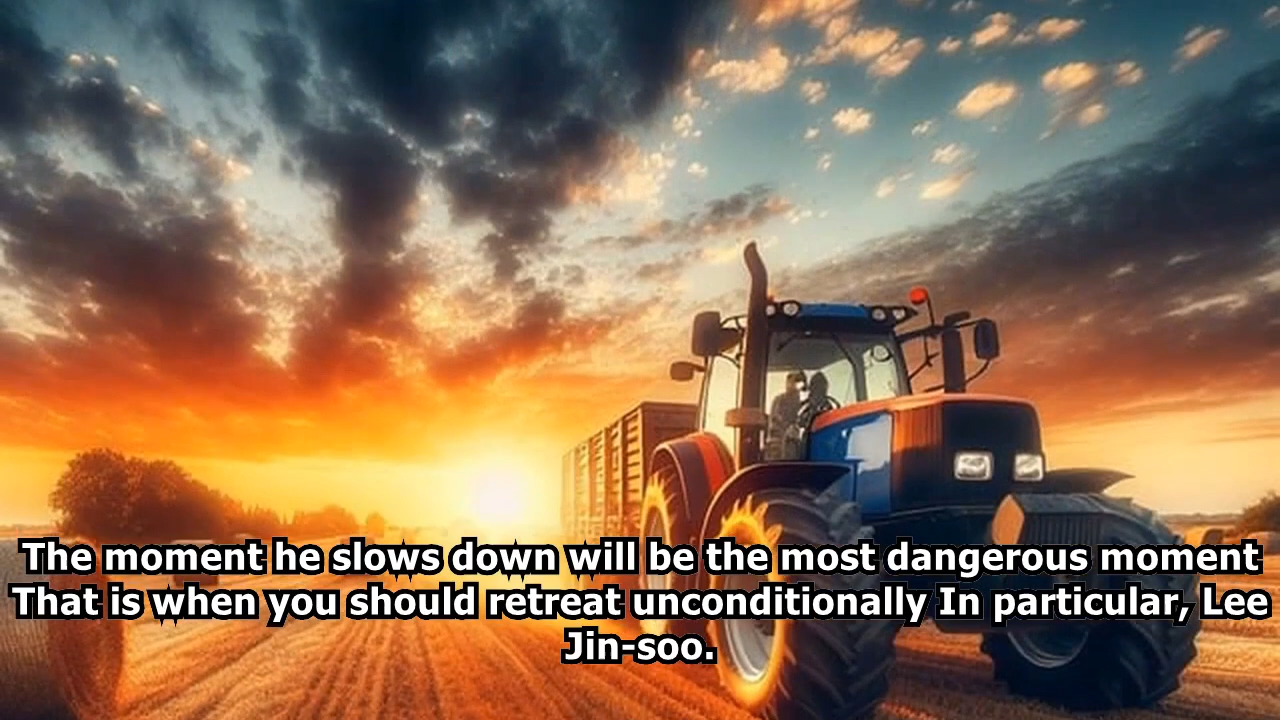 The moment he slows down will be the most dangerous moment
That is when you should retreat unconditionally In particular, Lee
Jin-soo.